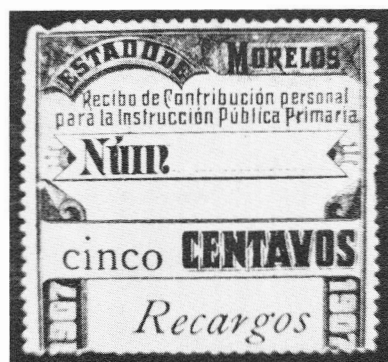 ESTADO DE MORELOS
Recibo de Contribución personal
para la Instrucción Pública Primaria
Núm
cinco CENTAVOS
1907 Recargos 1907